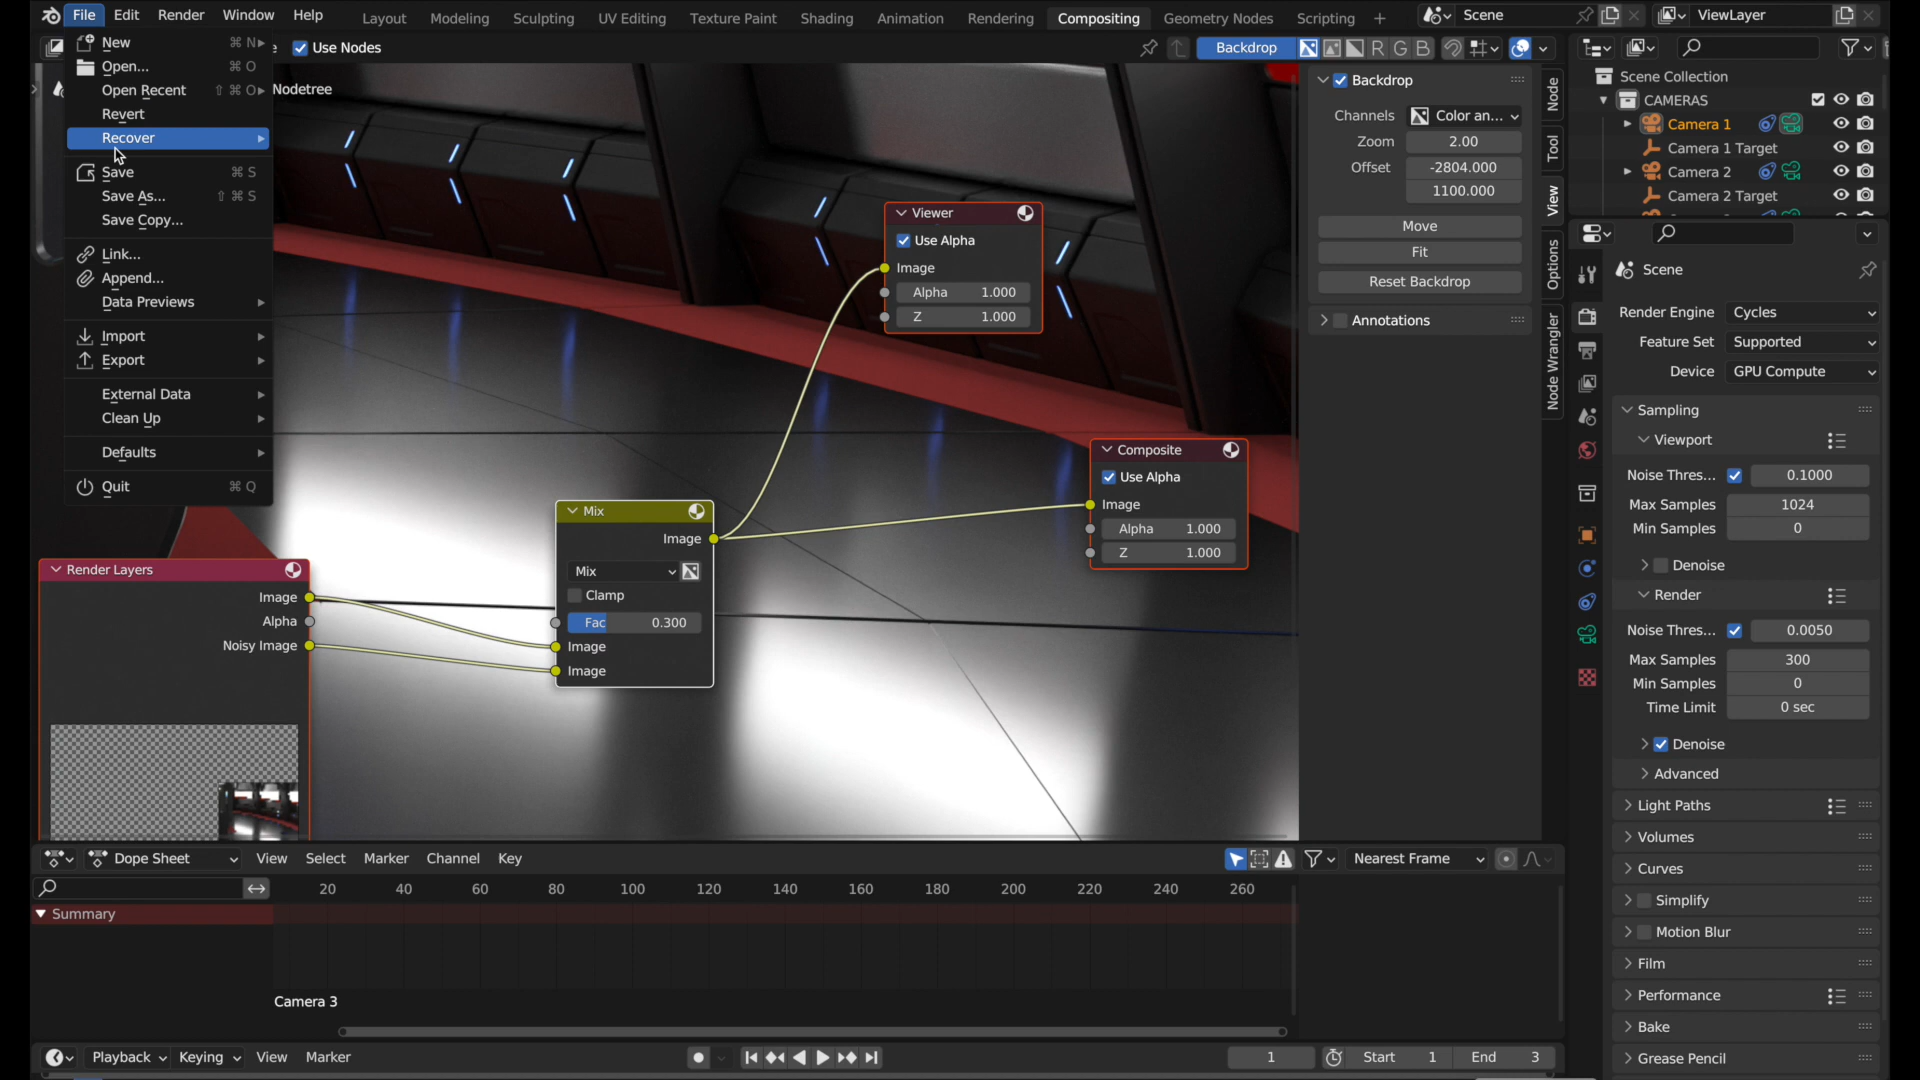 File Edit Render Window Help Layout Modeling Sculpting UV Editing Texture Paint Shading Animation Rendering Compositing Geometry Nodes Scripting + Scene ViewLayer
e Use Nodes Backdrop R G B
Nodetree
New ⌘ N
Open... ⌘ O
Open Recent ⇧ ⌘ O
Revert
Recover
Save ⌘ S
Save As... ⇧ ⌘ S
Save Copy...
Link...
Append...
Data Previews
Import
Export
External Data
Clean Up
Defaults
Quit ⌘ Q
Viewer
Use Alpha
Image
Alpha 1.000
Z 1.000
Composite
Use Alpha
Image
Alpha 1.000
Z 1.000
Mix
Image
Mix
Clamp
Fac 0.300
Image
Image
Render Layers
Image
Alpha
Noisy Image
Backdrop
Channels Color an...
Zoom 2.00
Offset -2804.000
1100.000
Move
Fit
Reset Backdrop
Annotations
Node
Tool
View
Options
Node Wrangler
Scene Collection
CAMERAS
Camera 1
Camera 1 Target
Camera 2
Camera 2 Target
Scene
Render Engine Cycles
Feature Set Supported
Device GPU Compute
Sampling
Viewport
Noise Thres... 0.1000
Max Samples 1024
Min Samples 0
Denoise
Render
Noise Thres... 0.0050
Max Samples 300
Min Samples 0
Time Limit 0 sec
Denoise
Advanced
Light Paths
Volumes
Curves
Simplify
Motion Blur
Film
Performance
Bake
Grease Pencil
Dope Sheet View Select Marker Channel Key Nearest Frame
20 40 60 80 100 120 140 160 180 200 220 240 260
Summary
Camera 3
Playback Keying View Marker 1 Start 1 End 3